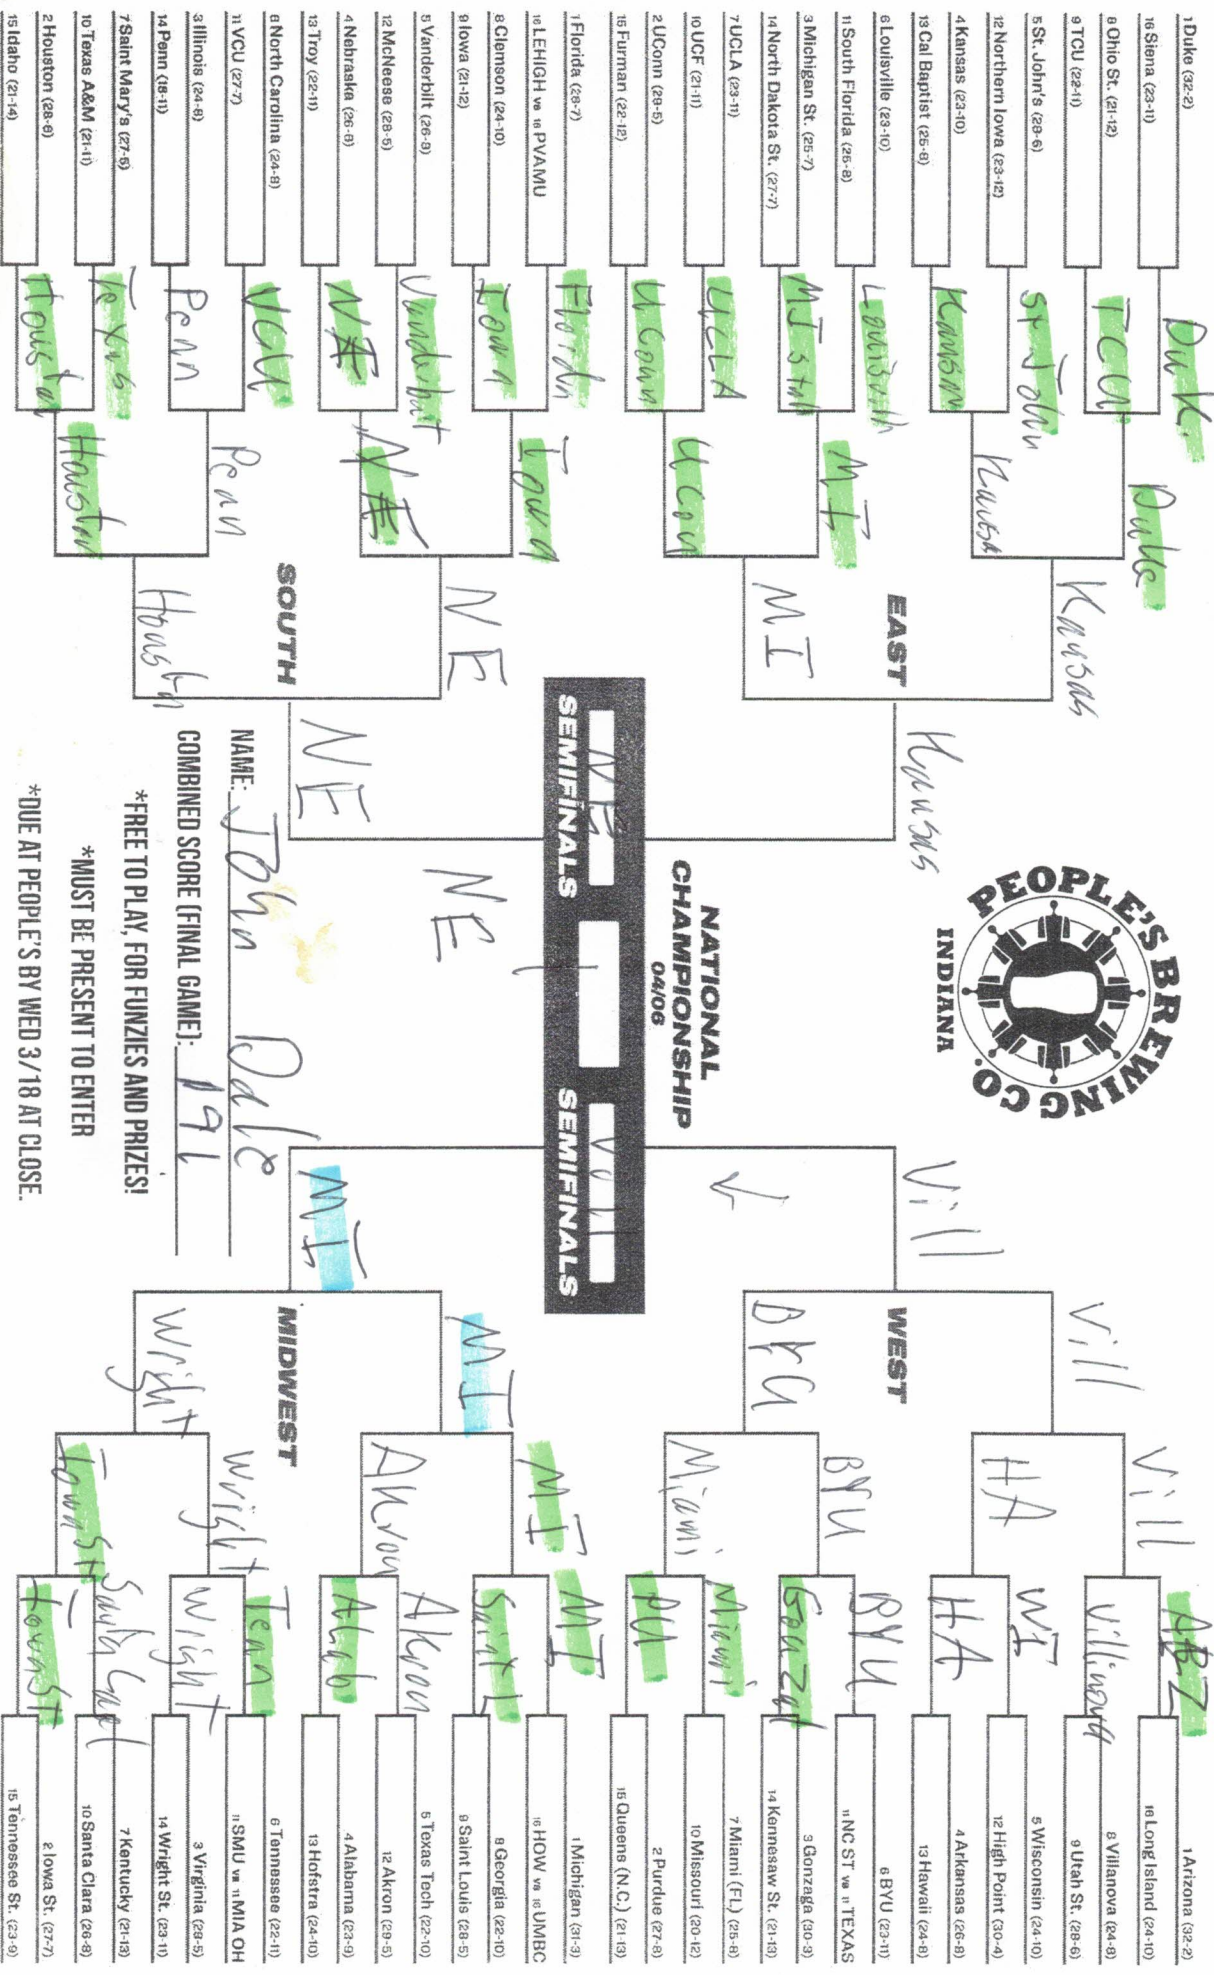 1 Duke (32-2)
16 Siena (23-11)
8 Ohio St. (21-12)
9 TCU (22-11)
5 St. John's (28-6)
12 Northern Iowa (23-12)
4 Kansas (23-10)
13 Cal Baptist (25-8)
6 Louisville (23-10)
11 South Florida (25-8)
3 Michigan St. (25-7)
14 North Dakota St. (27-7)
7 UCLA (23-11)
10 UCF (21-11)
2 UConn (29-5)
15 Furman (22-12)
1 Florida (26-7)
16 LEHIGH vs 16 PVAMU
8 Clemson (24-10)
9 Iowa (21-12)
5 Vanderbilt (26-8)
12 McNeese (28-5)
4 Nebraska (26-6)
13 Troy (22-11)
6 North Carolina (24-8)
11 VCU (27-7)
3 Illinois (24-8)
14 Penn (18-11)
7 Saint Mary's (27-5)
10 Texas A&M (21-11)
2 Houston (28-6)
15 Idaho (21-14)
Duk.
TCU
St John
Kansas
Louisvill
MI stat
UCLA
UConn
Florda
Iowa
Vanderbat
NE
VCU
Penn
Texas
Houston
Duke
Kansa
MI
UCon
Iowa
NE
Penn
Houston
Kansas
MI
NE
Houston
EAST
SOUTH
Kansas
NE
PEOPLE'S BREWING CO.
INDIANA
NATIONAL
CHAMPIONSHIP
04/06
SEMIFINALS
NE
SEMIFINALS
Vill
NE
NAME: John Dale
COMBINED SCORE (FINAL GAME): 191
*FREE TO PLAY, FOR FUNZIES AND PRIZES!
*MUST BE PRESENT TO ENTER
*DUE AT PEOPLE'S BY WED 3/18 AT CLOSE.
Vill
MI
WEST
MIDWEST
Vill
BYU
MI
Wright
Vill
HA
BYU
Miami
MI
Akron
Wright
Iowa St
ARZ
Villinova
WI
HA
BYU
Gonzag
Miami
PU
MI
Saint L
Akron
Alab
Tenn
Wright
Iowa St
1 Arizona (32-2)
16 Long Island (24-10)
8 Villanova (24-8)
9 Utah St. (28-6)
5 Wisconsin (24-10)
12 High Point (30-4)
4 Arkansas (26-8)
13 Hawaii (24-8)
6 BYU (23-11)
11 NC ST vs 11 TEXAS
3 Gonzaga (30-3)
14 Kennesaw St. (21-13)
7 Miami (FL) (25-8)
10 Missouri (20-12)
2 Purdue (27-8)
15 Queens (N.C.) (21-13)
1 Michigan (31-3)
16 HOW vs 16 UMBC
8 Georgia (22-10)
9 Saint Louis (28-5)
5 Texas Tech (22-10)
12 Akron (29-5)
4 Alabama (23-9)
13 Hofstra (24-10)
6 Tennessee (22-11)
11 SMU vs 11 MIA OH
3 Virginia (29-5)
14 Wright St. (23-11)
7 Kentucky (21-13)
10 Santa Clara (26-8)
2 Iowa St. (27-7)
15 Tennessee St. (23-9)